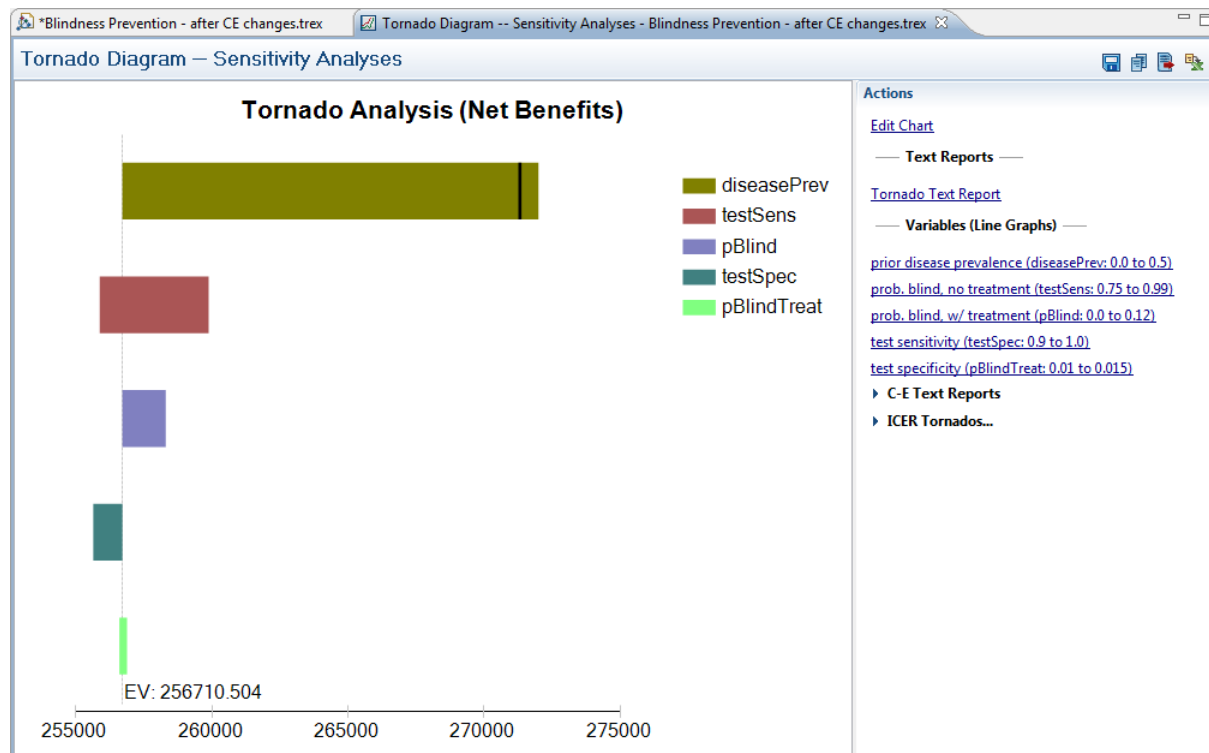 *Blindness Prevention - after CE changes.trex
Tornado Diagram -- Sensitivity Analyses - Blindness Prevention - after CE changes.trex
Tornado Diagram — Sensitivity Analyses
Tornado Analysis (Net Benefits)
diseasePrev
testSens
pBlind
testSpec
pBlindTreat
EV: 256710.504
255000 260000 265000 270000 275000
Actions
Edit Chart
Text Reports
Tornado Text Report
Variables (Line Graphs)
prior disease prevalence (diseasePrev: 0.0 to 0.5)
prob. blind, no treatment (testSens: 0.75 to 0.99)
prob. blind, w/ treatment (pBlind: 0.0 to 0.12)
test sensitivity (testSpec: 0.9 to 1.0)
test specificity (pBlindTreat: 0.01 to 0.015)
C-E Text Reports
ICER Tornados...